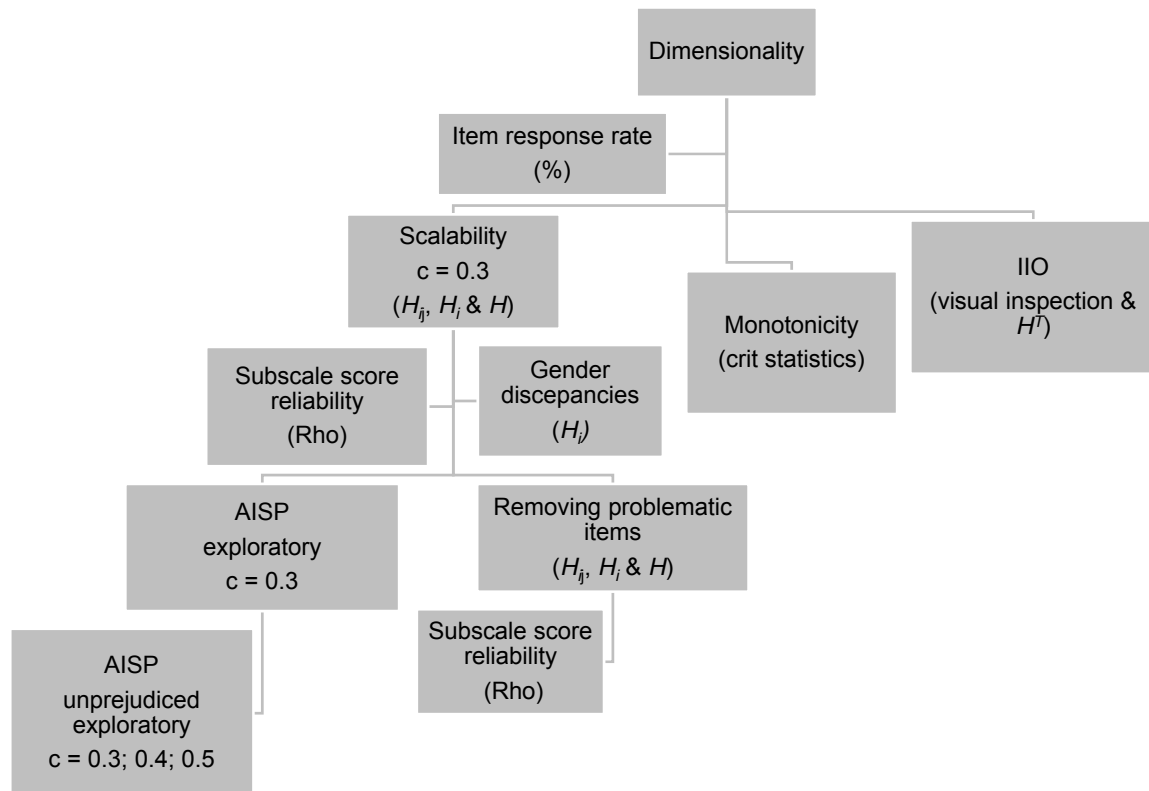 Dimensionality
Item response rate
(%)
Scalability
c = 0.3
(Hij, Hi & H)
Monotonicity
(crit statistics)
IIO
(visual inspection &
H^T)
Subscale score
reliability
(Rho)
Gender
discepancies
(Hi)
AISP
exploratory
c = 0.3
Removing problematic
items
(Hij, Hi & H)
AISP
unprejudiced
exploratory
c = 0.3; 0.4; 0.5
Subscale score
reliability
(Rho)